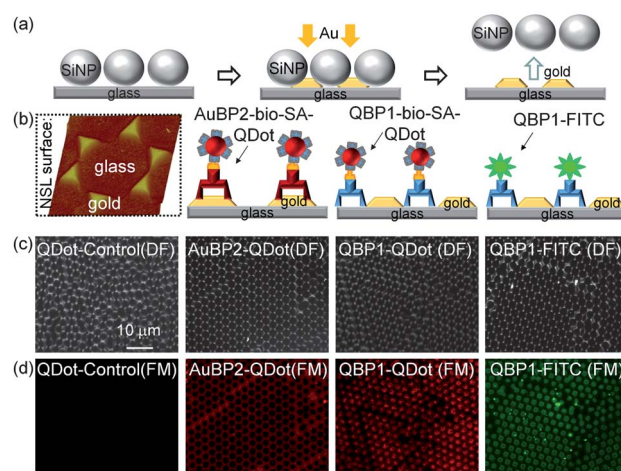 (a)
Au
SiNP
SiNP
SiNP
gold
glass
glass
glass
(b)
NSL surface:
glass
gold
AuBP2-bio-SA-
QDot
QBP1-bio-SA-
QDot
QBP1-FITC
gold
glass
gold
glass
gold
glass
(c)
QDot-Control(DF)
AuBP2-QDot(DF)
QBP1-QDot (DF)
QBP1-FITC (DF)
10 μm
(d)
QDot-Control(FM)
AuBP2-QDot(FM)
QBP1-QDot (FM)
QBP1-FITC (FM)